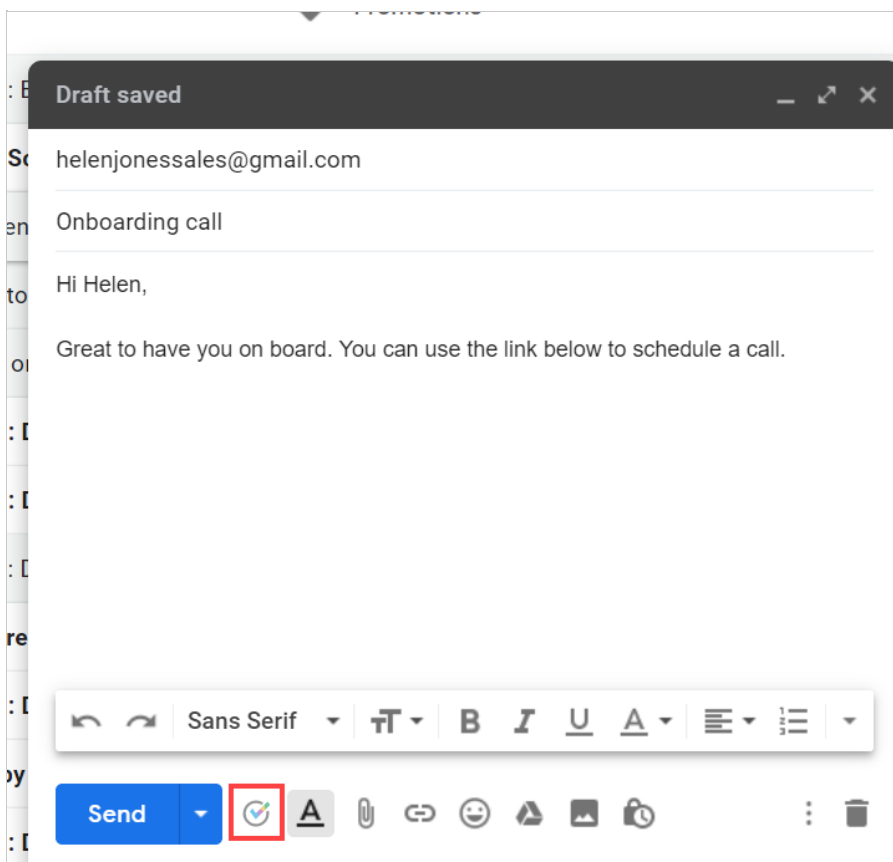 Draft saved
helenjonessales@gmail.com
Onboarding call
Hi Helen,
Great to have you on board. You can use the link below to schedule a call.
Sans Serif
Send